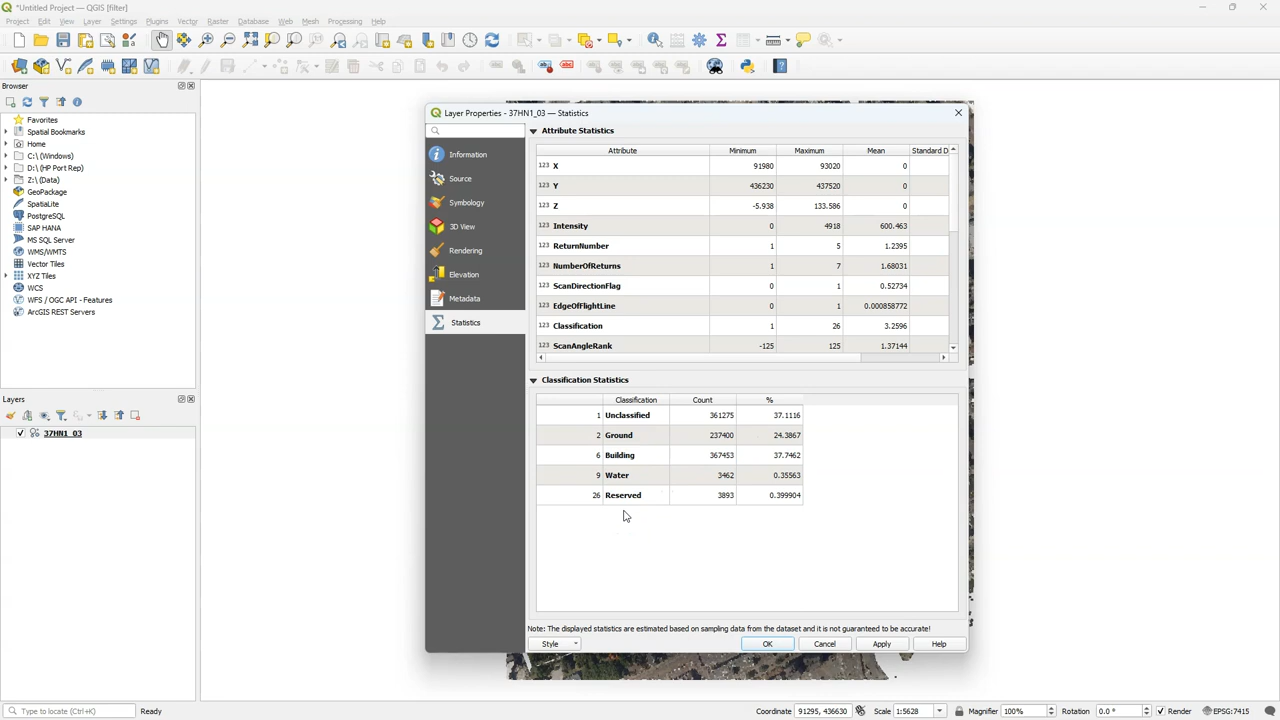 *Untitled Project — QGIS [filter]
Project Edit View Layer Settings Plugins Vector Raster Database Web Mesh Processing Help
Browser
Favorites
Spatial Bookmarks
Home
C:\ (Windows)
D:\ (HP Port Rep)
Z:\ (Data)
GeoPackage
SpatiaLite
PostgreSQL
SAP HANA
MS SQL Server
WMS/WMTS
Vector Tiles
XYZ Tiles
WCS
WFS / OGC API - Features
ArcGIS REST Servers
Layers
37HN1_03
Layer Properties - 37HN1_03 — Statistics
Information
Source
Symbology
3D View
Rendering
Elevation
Metadata
Statistics
Attribute Statistics
Attribute Minimum Maximum Mean Standard D
123 X 91980 93020 0
123 Y 436230 437520 0
123 Z -5.938 133.586 0
123 Intensity 0 4918 600.463
123 ReturnNumber 1 5 1.2395
123 NumberOfReturns 1 7 1.68031
123 ScanDirectionFlag 0 1 0.52734
123 EdgeOfFlightLine 0 1 0.000858772
123 Classification 1 26 3.2596
123 ScanAngleRank -125 125 1.37144
Classification Statistics
Classification Count %
1 Unclassified 361275 37.1116
2 Ground 237400 24.3867
6 Building 367453 37.7462
9 Water 3462 0.35563
26 Reserved 3893 0.399904
Note: The displayed statistics are estimated based on sampling data from the dataset and it is not guaranteed to be accurate!
Style OK Cancel Apply Help
Type to locate (Ctrl+K) Ready Coordinate 91295, 436630 Scale 1:5628 Magnifier 100% Rotation 0.0 ° Render EPSG:7415